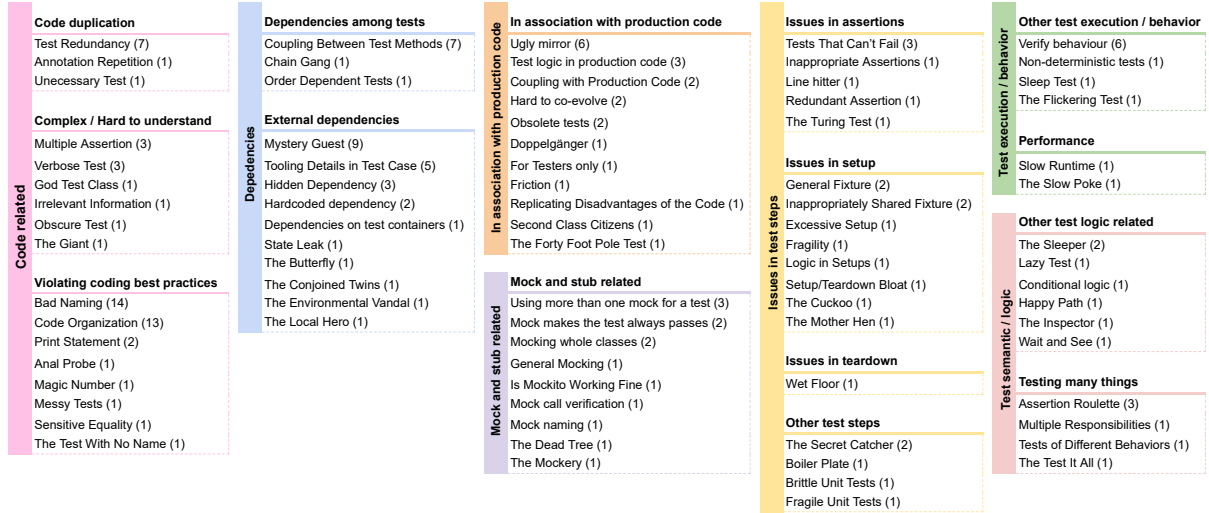 Code related
Code duplication
Test Redundancy (7)
Annotation Repetition (1)
Unecessary Test (1)
Complex / Hard to understand
Multiple Assertion (3)
Verbose Test (3)
God Test Class (1)
Irrelevant Information (1)
Obscure Test (1)
The Giant (1)
Violating coding best practices
Bad Naming (14)
Code Organization (13)
Print Statement (2)
Anal Probe (1)
Magic Number (1)
Messy Tests (1)
Sensitive Equality (1)
The Test With No Name (1)
Depedencies
Dependencies among tests
Coupling Between Test Methods (7)
Chain Gang (1)
Order Dependent Tests (1)
External dependencies
Mystery Guest (9)
Tooling Details in Test Case (5)
Hidden Dependency (3)
Hardcoded dependency (2)
Dependencies on test containers (1)
State Leak (1)
The Butterfly (1)
The Conjoined Twins (1)
The Environmental Vandal (1)
The Local Hero (1)
In association with production code
In association with production code
Ugly mirror (6)
Test logic in production code (3)
Coupling with Production Code (2)
Hard to co-evolve (2)
Obsolete tests (2)
Doppelgänger (1)
For Testers only (1)
Friction (1)
Replicating Disadvantages of the Code (1)
Second Class Citizens (1)
The Forty Foot Pole Test (1)
Mock and stub related
Mock and stub related
Using more than one mock for a test (3)
Mock makes the test always passes (2)
Mocking whole classes (2)
General Mocking (1)
Is Mockito Working Fine (1)
Mock call verification (1)
Mock naming (1)
The Dead Tree (1)
The Mockery (1)
Issues in test steps
Issues in assertions
Tests That Can't Fail (3)
Inappropriate Assertions (1)
Line hitter (1)
Redundant Assertion (1)
The Turing Test (1)
Issues in setup
General Fixture (2)
Inappropriately Shared Fixture (2)
Excessive Setup (1)
Fragility (1)
Logic in Setups (1)
Setup/Teardown Bloat (1)
The Cuckoo (1)
The Mother Hen (1)
Issues in teardown
Wet Floor (1)
Other test steps
The Secret Catcher (2)
Boiler Plate (1)
Brittle Unit Tests (1)
Fragile Unit Tests (1)
Test execution / behavior
Other test execution / behavior
Verify behaviour (6)
Non-deterministic tests (1)
Sleep Test (1)
The Flickering Test (1)
Performance
Slow Runtime (1)
The Slow Poke (1)
Test semantic / logic
Other test logic related
The Sleeper (2)
Lazy Test (1)
Conditional logic (1)
Happy Path (1)
The Inspector (1)
Wait and See (1)
Testing many things
Assertion Roulette (3)
Multiple Responsibilities (1)
Tests of Different Behaviors (1)
The Test It All (1)